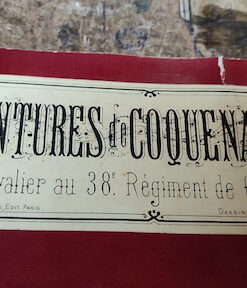 NTURES de COQUENA
valier au 38e. Régiment de
, Edit. Paris.
Dessin